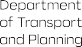 Department
of Transport
and Planning